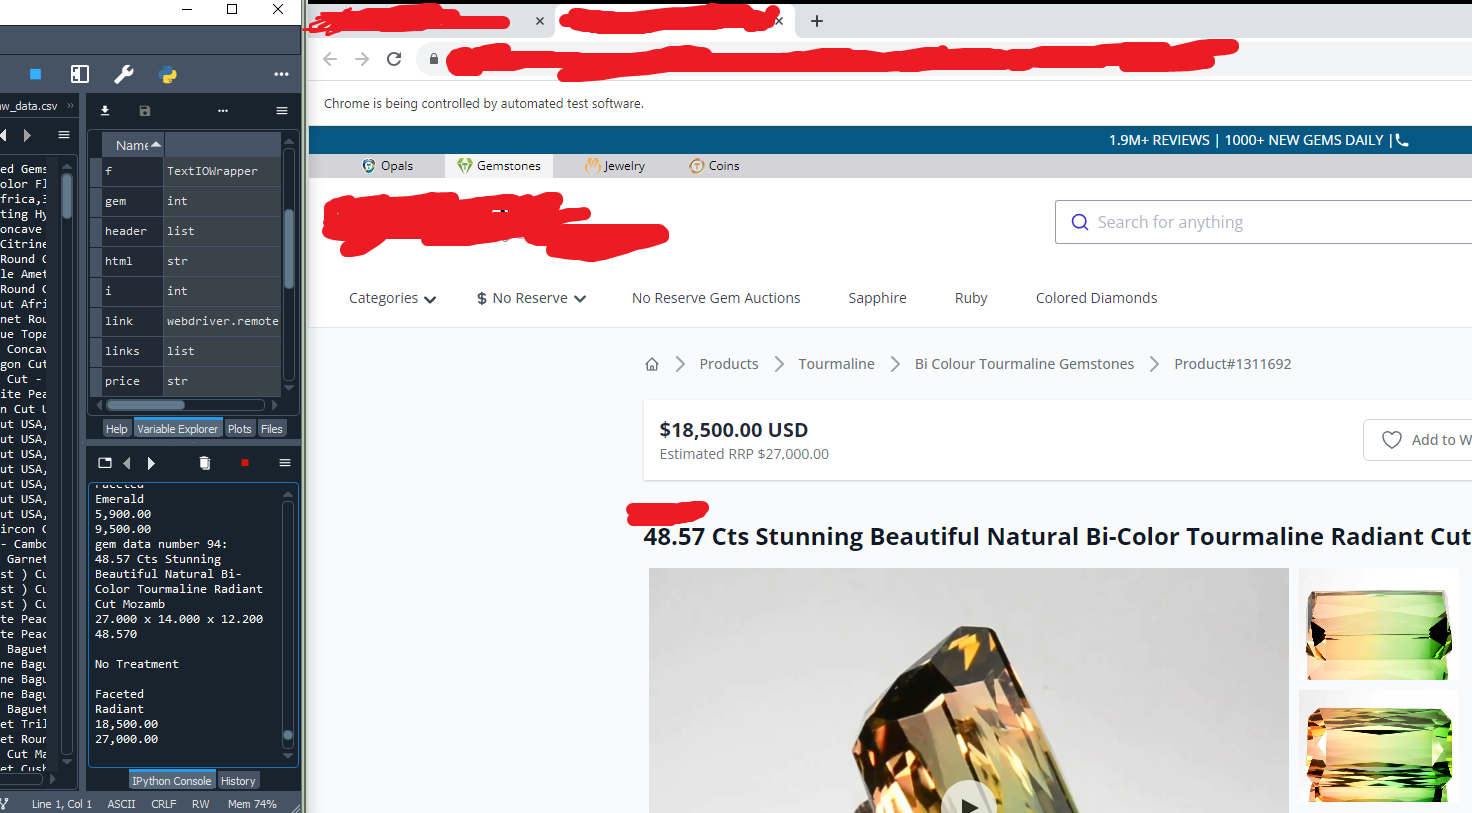 w_data.csv
ed Gems
olor Fl
frica,
ting Hy
oncave
Citrine
Round C
le Amet
Round C
ut Afri
net Rou
ue Topa
Concav
gon Cut
Cut -
ite Pea
n Cut U
ut USA,
ut USA,
ut USA,
ut USA,
ut USA,
ut USA,
ut USA,
ircon C
- Cambo
Garnet
st ) Cu
st ) Cu
st ) Cu
te Peac
te Peac
Baguet
ne Bagu
ne Bagu
ne Bagu
Baguet
et Tril
et Roun
Cut Ma
et Cush
Name
f TextIOWrapper
gem int
header list
html str
i int
link webdriver.remote
links list
price str
Help Variable Explorer Plots Files
Faceted
Emerald
5,900.00
9,500.00
gem data number 94:
48.57 Cts Stunning
Beautiful Natural Bi-
Color Tourmaline Radiant
Cut Mozamb
27.000 x 14.000 x 12.200
48.570
No Treatment
Faceted
Radiant
18,500.00
27,000.00
IPython Console History
Line 1, Col 1 ASCII CRLF RW Mem 74%
Chrome is being controlled by automated test software.
1.9M+ REVIEWS | 1000+ NEW GEMS DAILY |
Opals Gemstones Jewelry Coins
Search for anything
Categories $ No Reserve No Reserve Gem Auctions Sapphire Ruby Colored Diamonds
Products Tourmaline Bi Colour Tourmaline Gemstones Product#1311692
$18,500.00 USD
Estimated RRP $27,000.00
Add to W
48.57 Cts Stunning Beautiful Natural Bi-Color Tourmaline Radiant Cut